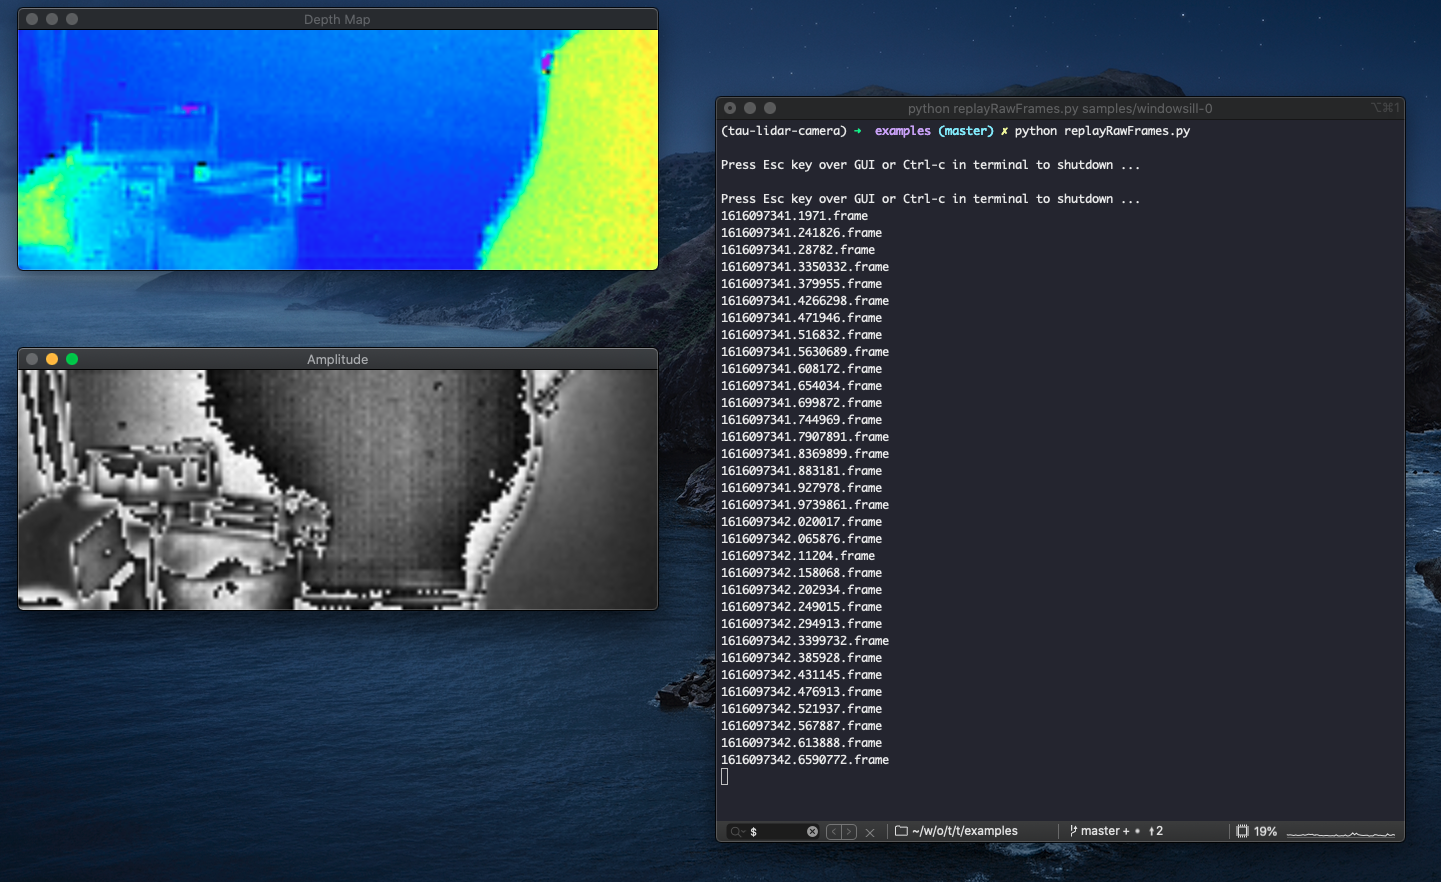 Depth Map
Amplitude
python replayRawFrames.py samples/windowsill-0
⌥⌘1
(tau-lidar-camera) ➜ examples (master) ✗ python replayRawFrames.py
Press Esc key over GUI or Ctrl-c in terminal to shutdown ...
Press Esc key over GUI or Ctrl-c in terminal to shutdown ...
1616097341.1971.frame
1616097341.241826.frame
1616097341.28782.frame
1616097341.3350332.frame
1616097341.379955.frame
1616097341.4266298.frame
1616097341.471946.frame
1616097341.516832.frame
1616097341.5630689.frame
1616097341.608172.frame
1616097341.654034.frame
1616097341.699872.frame
1616097341.744969.frame
1616097341.7907891.frame
1616097341.8369899.frame
1616097341.883181.frame
1616097341.927978.frame
1616097341.9739861.frame
1616097342.020017.frame
1616097342.065876.frame
1616097342.11204.frame
1616097342.158068.frame
1616097342.202934.frame
1616097342.249015.frame
1616097342.294913.frame
1616097342.3399732.frame
1616097342.385928.frame
1616097342.431145.frame
1616097342.476913.frame
1616097342.521937.frame
1616097342.567887.frame
1616097342.613888.frame
1616097342.6590772.frame
$
~/w/o/t/t/examples
master + • ⬆2
19%